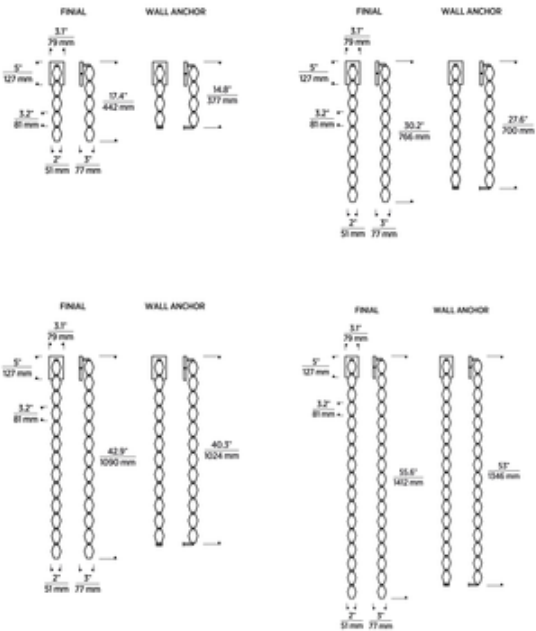 FINIAL WALL ANCHOR
3.1"
79 mm
5"
127 mm
3.2"
81 mm
17.4"
442 mm
14.8"
377 mm
2"
51 mm
3"
77 mm
FINIAL WALL ANCHOR
3.1"
79 mm
5"
127 mm
3.2"
81 mm
30.2"
766 mm
27.6"
700 mm
2"
51 mm
3"
77 mm
FINIAL WALL ANCHOR
3.1"
79 mm
5"
127 mm
3.2"
81 mm
42.9"
1090 mm
40.3"
1024 mm
2"
51 mm
3"
77 mm
FINIAL WALL ANCHOR
3.1"
79 mm
5"
127 mm
3.2"
81 mm
55.6"
1412 mm
53"
1346 mm
2"
51 mm
3"
77 mm